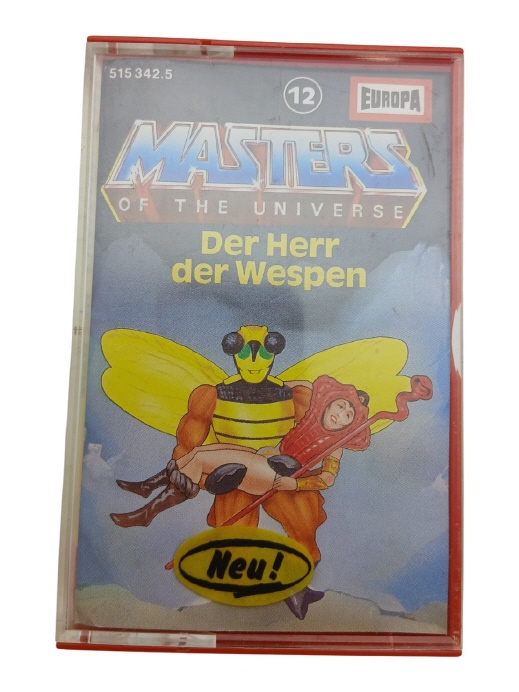 515 342.5
12
EUROPA
MASTERS
OF THE UNIVERSE
Der Herr
der Wespen
Neu!